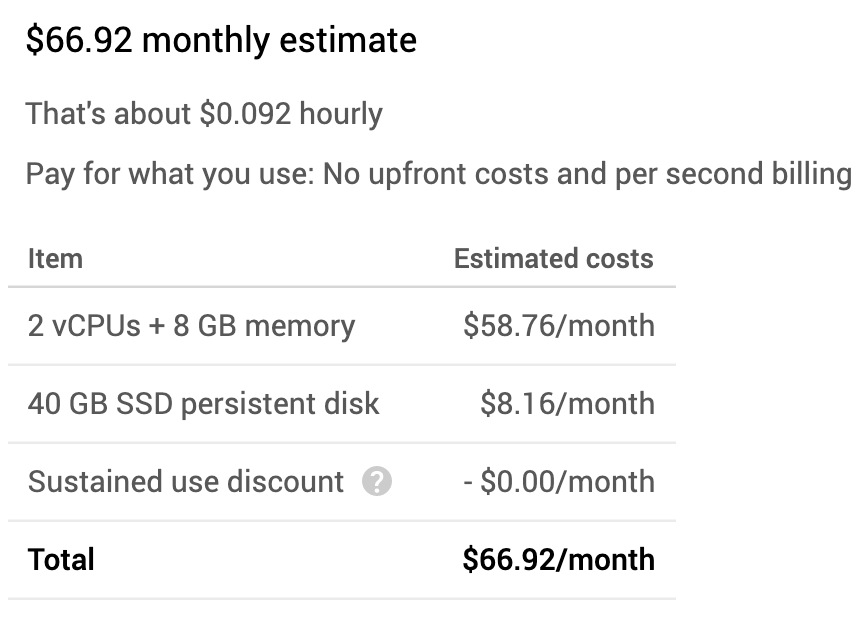 $66.92 monthly estimate
That's about $0.092 hourly
Pay for what you use: No upfront costs and per second billing
Item Estimated costs
2 vCPUs + 8 GB memory $58.76/month
40 GB SSD persistent disk $8.16/month
Sustained use discount ? - $0.00/month
Total $66.92/month